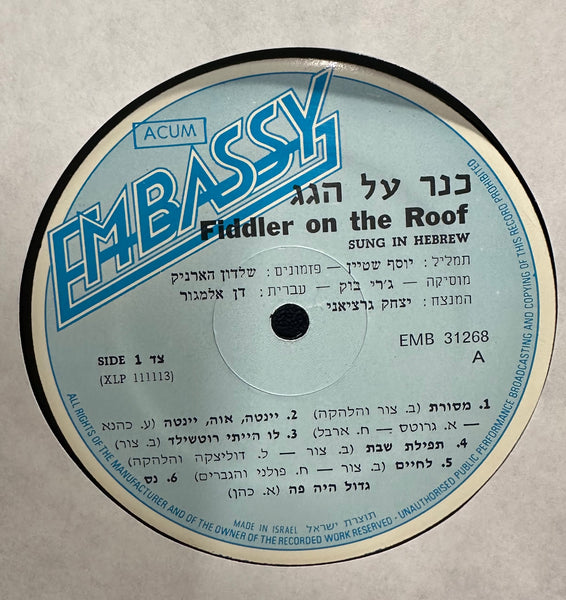 ACUM
EMBASSY
כנר על הגג
Fiddler on the Roof
SUNG IN HEBREW
תמליל: יוסף שטיין – פזמונים: שלדון הארניק
מוסיקה – ג'רי בוק – עברית: דן אלמגור
המנצח: יצחק גרציאני
EMB 31268
A
SIDE 1 צד
(XLP 111113)
1. מסורת (ב. צור והלהקה) 2. יינטה, אוה, יינטה (ע. כהנא
– א. גרוטס – ח. ארבל) 3. לו הייתי רוטשילד (ב. צור)
4. תפילת שבת (ב. צור – ל. דוליצקה והלהקה)
5. לחיים (ב. צור – ח. פולני והגברים) 6. נס
גדול היה פה (א. כהן)
MADE IN ISRAEL תוצרת ישראל
ALL RIGHTS OF THE MANUFACTURER AND OF THE OWNER OF THE RECORDED WORK RESERVED - UNAUTHORISED PUBLIC PERFORMANCE BROADCASTING AND COPYING OF THIS RECORD PROHIBITED